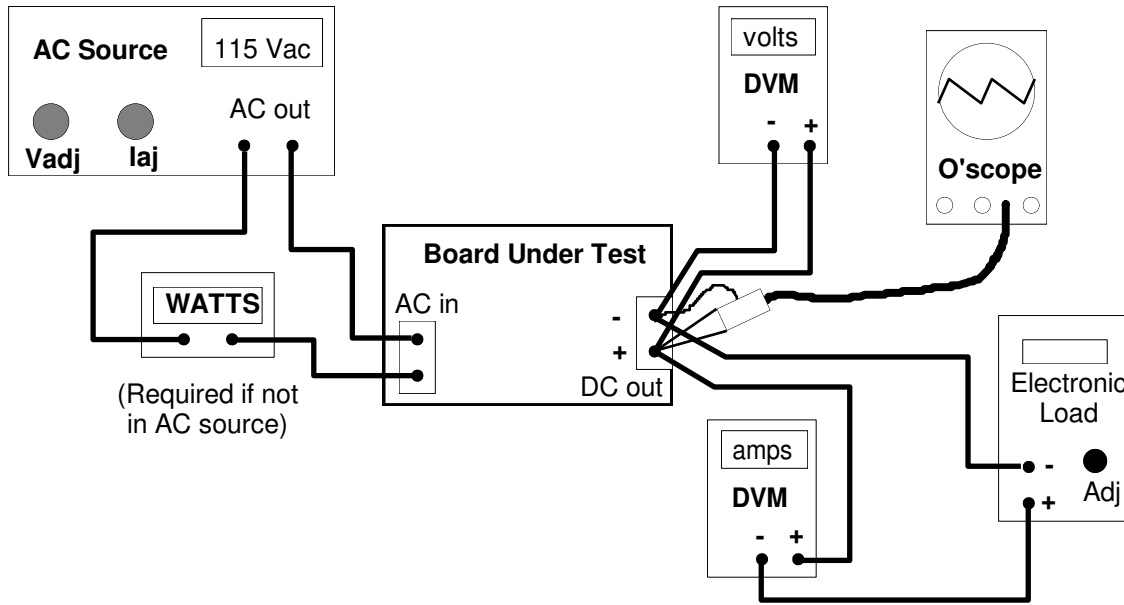 AC Source
115 Vac
AC out
Vadj
Iaj
volts
DVM
- +
O'scope
Board Under Test
WATTS
AC in
-
+
DC out
(Required if not
in AC source)
Electronic
Load
-
+
Adj
amps
DVM
- +